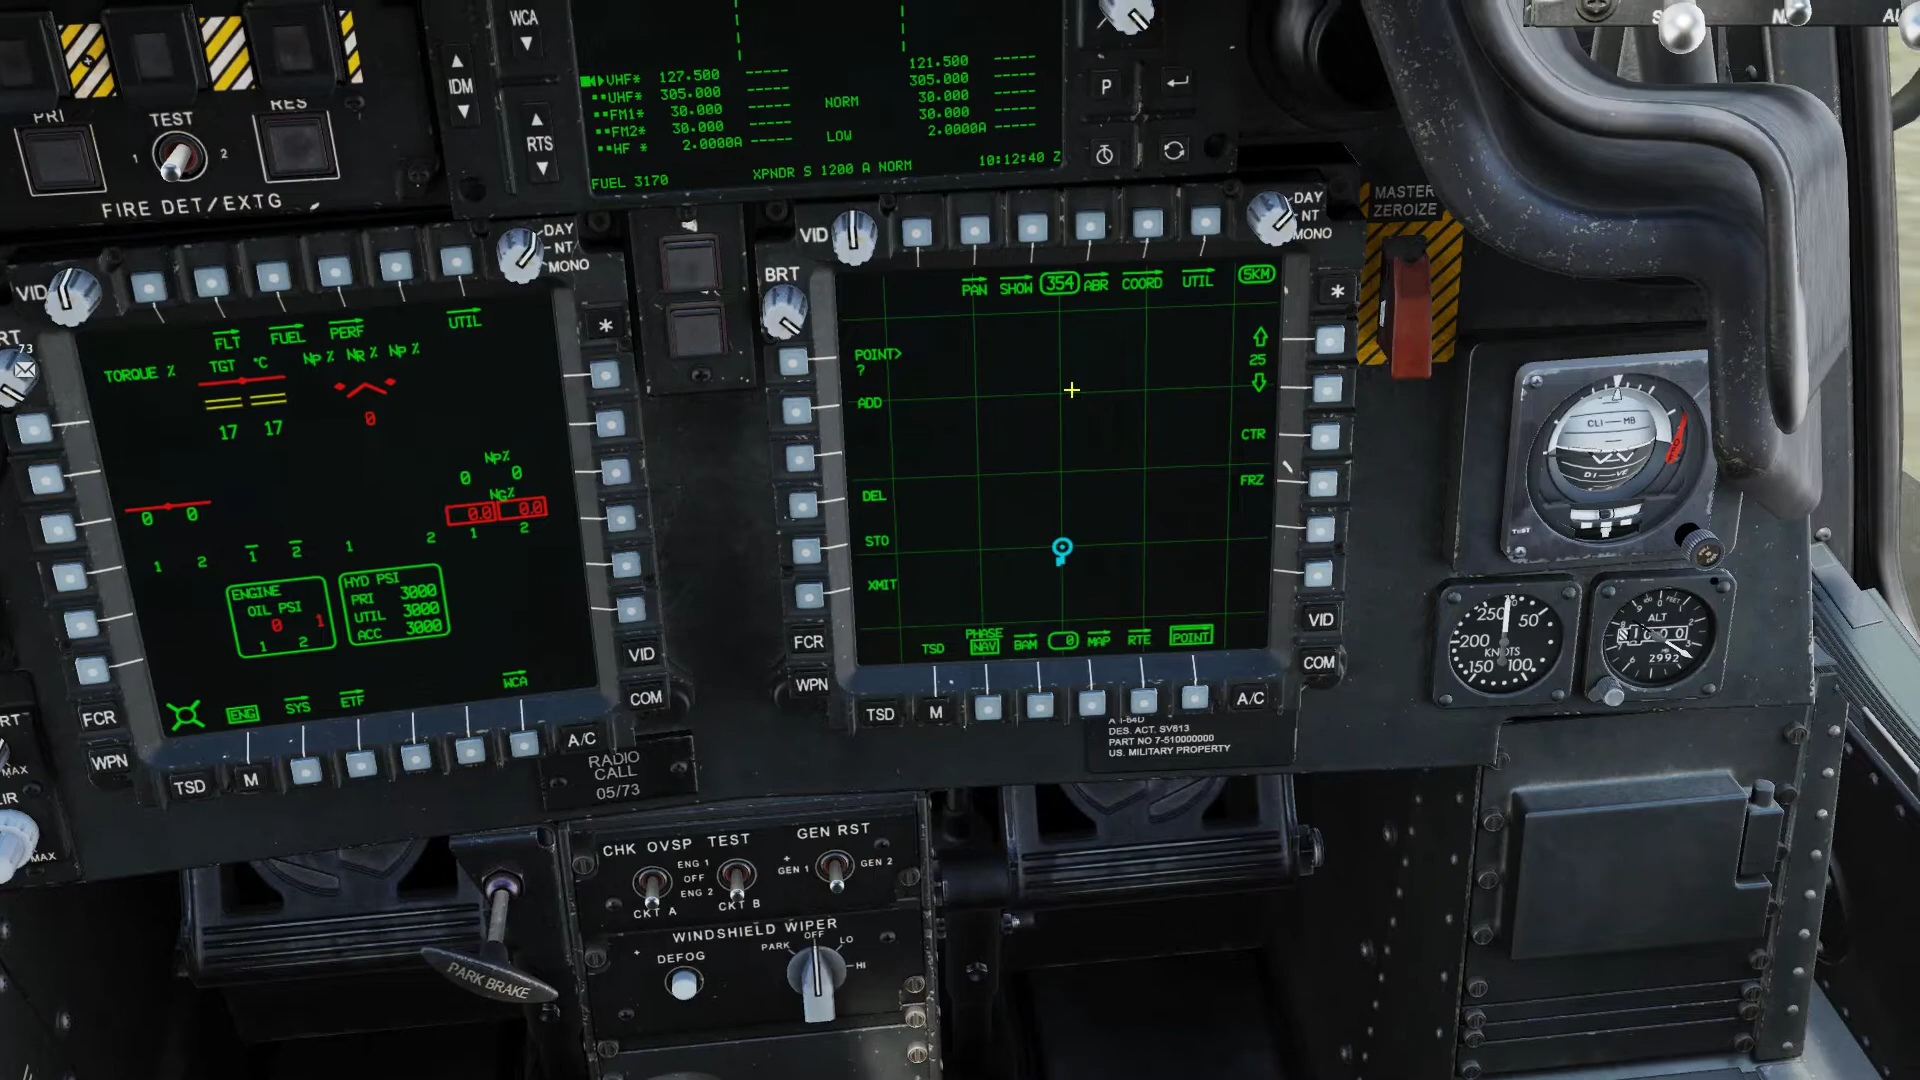 WCA
IDM
RTS
P
UHF* 127.500 -----
UHF* 305.000 -----
FM1* 30.000 -----
FM2* 30.000 -----
HF * 2.0000A -----
NORM
LOW
121.500 -----
305.000 -----
30.000 -----
30.000 -----
2.0000A -----
FUEL 3170
XPNDR S 1200 A NORM
10:12:40 Z
PRI
TEST
RES
1
2
FIRE DET/EXTG
MASTER
ZEROIZE
VID
DAY
NT
MONO
73
FLT
FUEL
PERF
UTIL
TORQUE %
TGT °C
NP% NR% NP%
17 17
0
NP%
0 0
NG%
0.0 0.0
1 2
0 0
1 2
1 2
1 2
ENGINE
OIL PSI
0 1
1 2
HYD PSI
PRI 3000
UTIL 3000
ACC 3000
WCA
ENG
SYS
ETF
*
FCR
WPN
TSD
M
A/C
VID
COM
VID
BRT
DAY
NT
MONO
PAN
SHOW
354
ABR
COORD
UTIL
5KM
POINT>
?
ADD
DEL
STO
XMIT
25
CTR
FRZ
TSD
PHASE
NAV
BAM
0
MAP
RTE
POINT
*
FCR
WPN
TSD
M
A/C
VID
COM
DES. ACT. SV613
PART NO 7-510000000
US. MILITARY PROPERTY
RADIO
CALL
05/73
CLI—MB
DI—VE
TEST
250
50
200
KNOTS
150
100
ALT
2992
CHK OVSP TEST
GEN RST
ENG 1
OFF
ENG 2
CKT A
CKT B
GEN 1
GEN 2
WINDSHIELD WIPER
DEFOG
PARK
OFF
LO
HI
PARK BRAKE
MAX
MAX